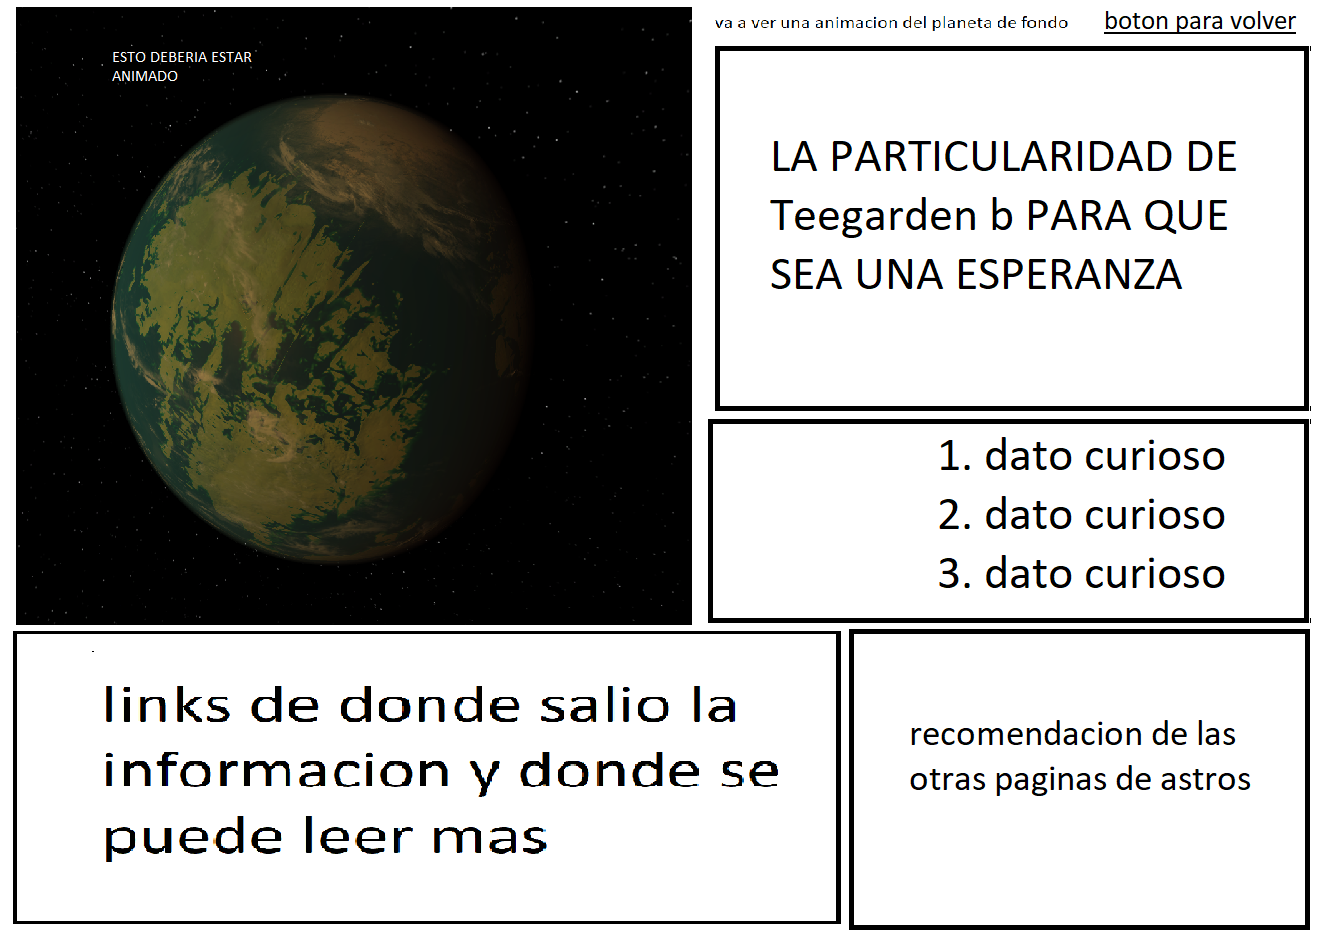 va a ver una animacion del planeta de fondo
boton para volver
ESTO DEBERIA ESTAR
ANIMADO
LA PARTICULARIDAD DE
Teegarden b PARA QUE
SEA UNA ESPERANZA
1. dato curioso
2. dato curioso
3. dato curioso
links de donde salio la
informacion y donde se
puede leer mas
recomendacion de las
otras paginas de astros